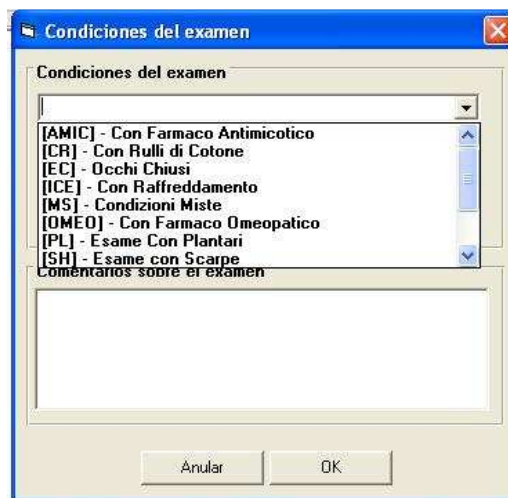 Condiciones del examen
Condiciones del examen
[AMIC] - Con Farmaco Antimicotico
[CR] - Con Rulli di Cotone
[EC] - Occhi Chiusi
[ICE] - Con Raffreddamento
[MS] - Condizioni Miste
[OMEO] - Con Farmaco Omeopatico
[PL] - Esame Con Plantari
[SH] - Esame con Scarpe
Comentarios sobre el examen
Anular OK